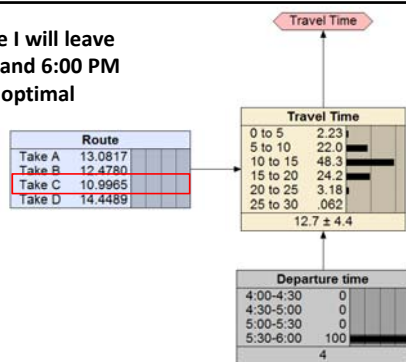 e I will leave
and 6:00 PM
optimal
Travel Time
Route
Take A 13.0817
Take B 12.4780
Take C 10.9965
Take D 14.4489
Travel Time
0 to 5 2.23
5 to 10 22.0
10 to 15 48.3
15 to 20 24.2
20 to 25 3.18
25 to 30 .062
12.7 ± 4.4
Departure time
4:00-4:30 0
4:30-5:00 0
5:00-5:30 0
5:30-6:00 100
4